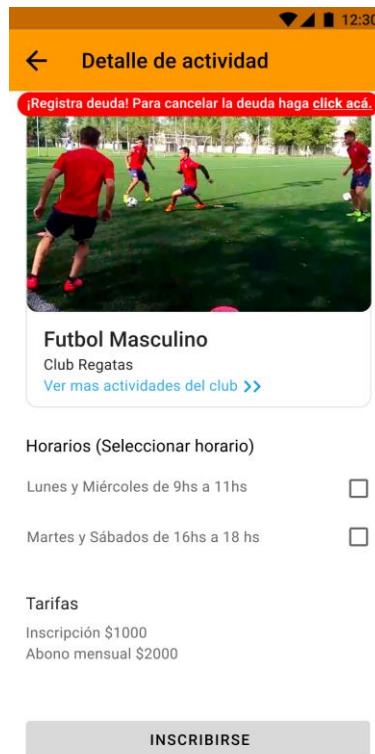 12:30
Detalle de actividad
¡Registra deuda! Para cancelar la deuda haga click acá.
Futbol Masculino
Club Regatas
Ver mas actividades del club >>
Horarios (Seleccionar horario)
Lunes y Miércoles de 9hs a 11hs
Martes y Sábados de 16hs a 18 hs
Tarifas
Inscripción $1000
Abono mensual $2000
INSCRIBIRSE